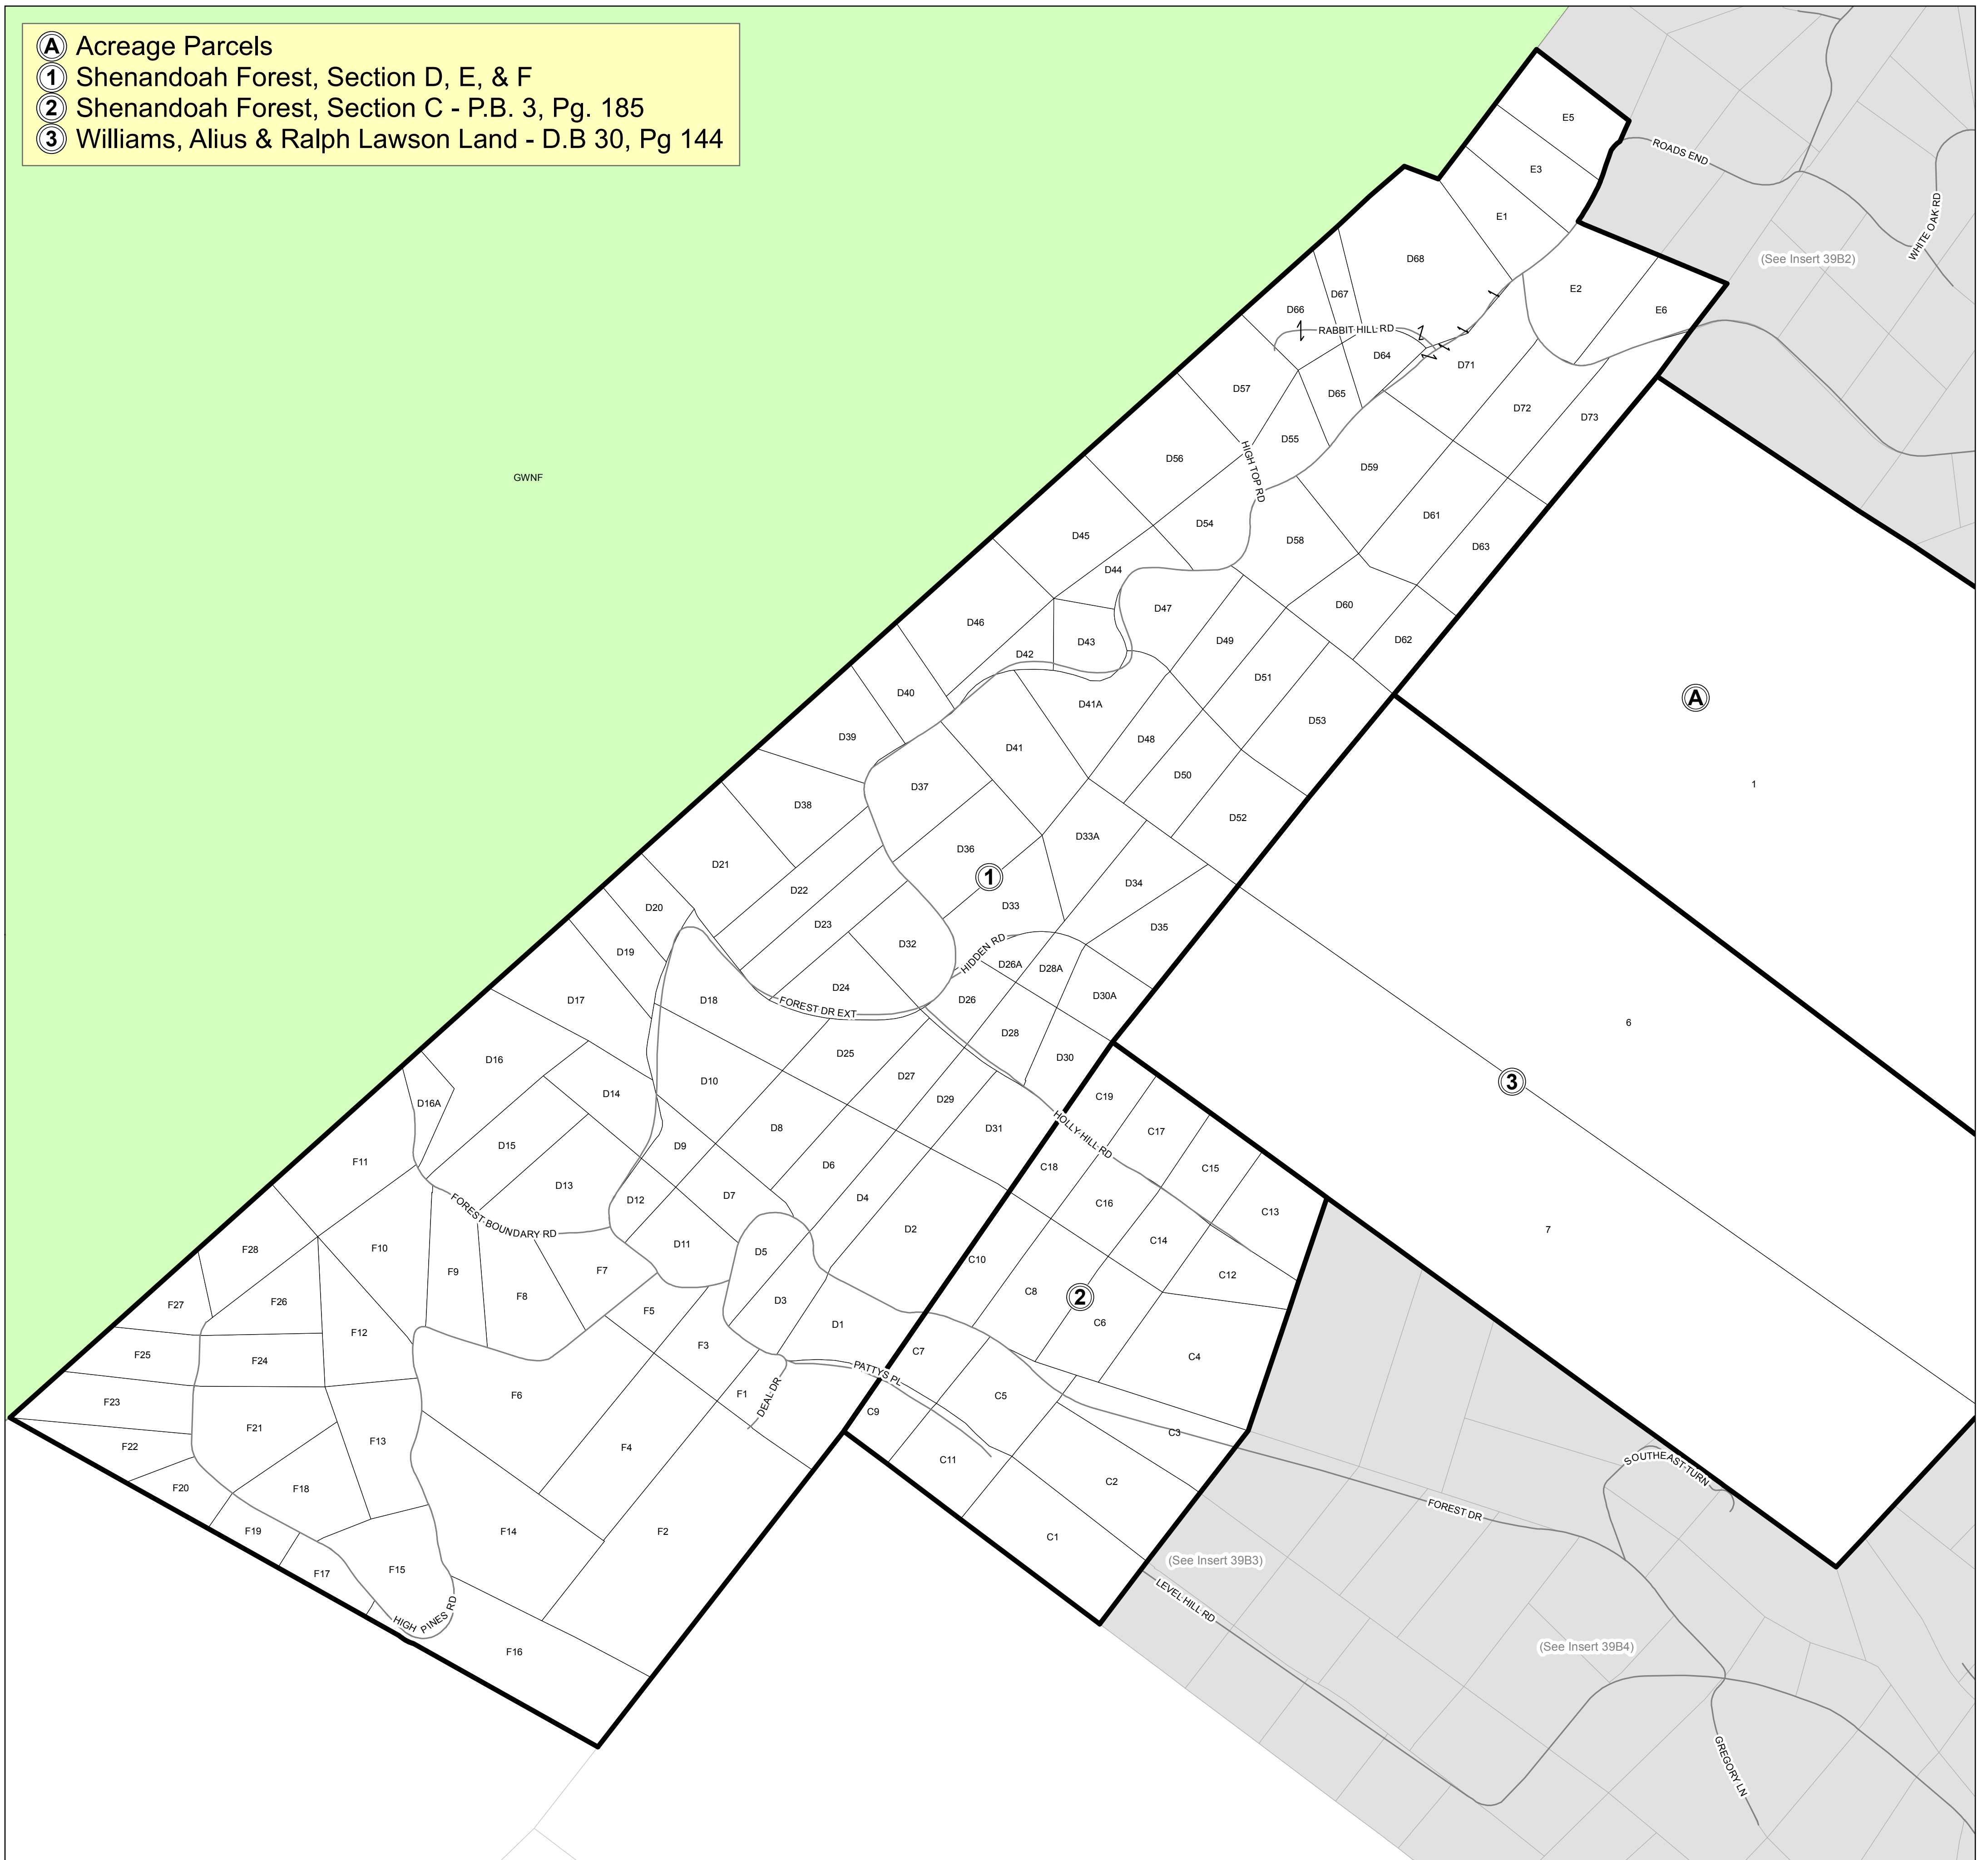 A Acreage Parcels
1 Shenandoah Forest, Section D, E, & F
2 Shenandoah Forest, Section C - P.B. 3, Pg. 185
3 Williams, Alius & Ralph Lawson Land - D.B 30, Pg 144
E5
ROADS END
E3
WHITE OAK RD
E1
(See Insert 39B2)
D68
E2
D67
D66
E6
RABBIT HILL RD
D64
D71
D57
D65
D72
D73
D55
D56
HIGH TOP RD
D59
GWNF
D61
D54
D45
D58
D63
D44
D47
D60
D46
D43
D49
D62
D42
D51
D40
A
D41A
D53
D39
D48
D41
D50
1
D37
D38
D52
D33A
D36
D21
1
D34
D22
D33
D20
D23
D35
D32
D19
HIDDEN RD
D26A
D28A
D24
D30A
D17
D18
D26
FOREST DR EXT
6
D28
D25
D16
D30
D27
D10
3
D14
C19
D29
D16A
HOLLY HILL RD
D8
D31
C17
D15
D9
F11
D6
C18
C15
D13
D7
D12
D4
C16
C13
FOREST BOUNDARY RD
D2
7
C14
D11
F28
F10
D5
C10
F9
F7
C12
F8
C8
2
F26
F27
D3
F5
C6
D1
F12
F3
C7
F25
F24
C4
PATTYS PL
F6
F1
DEAL DR
C5
F23
C9
F21
C3
F13
F22
F4
SOUTHEAST TURN
C11
C2
F20
F18
FOREST DR
F19
F14
F2
C1
(See Insert 39B3)
F15
F17
LEVEL HILL RD
HIGH PINES RD
(See Insert 39B4)
F16
GREGORY LN